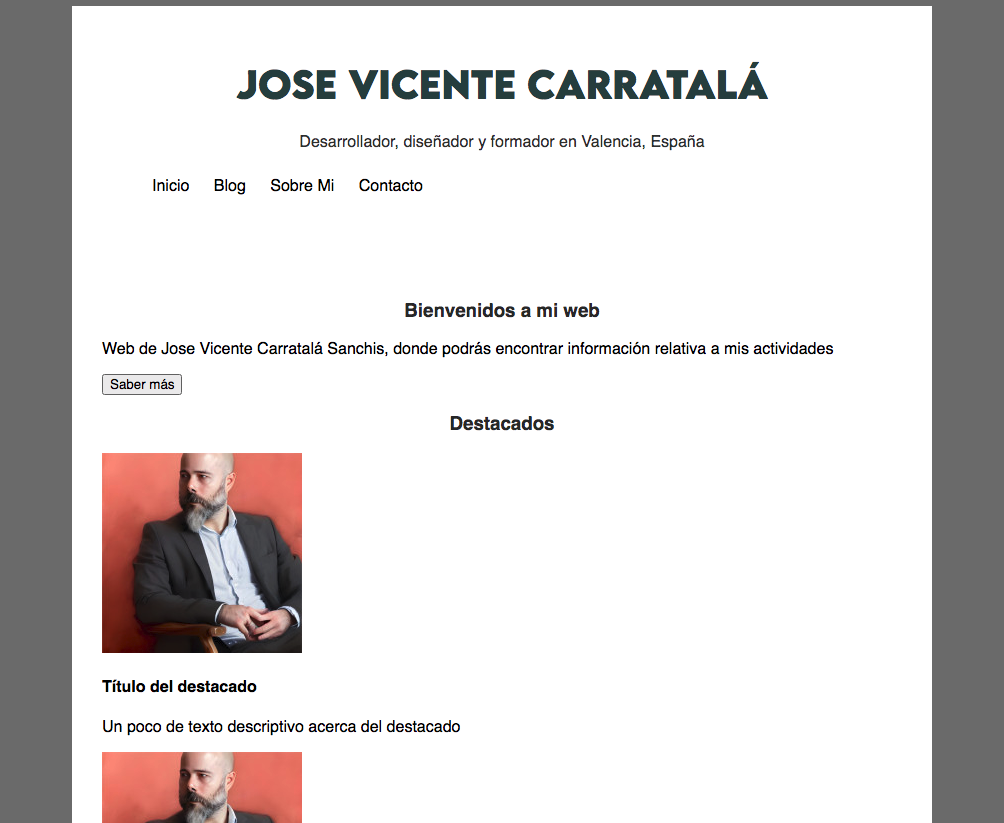 JOSE VICENTE CARRATALÁ
Desarrollador, diseñador y formador en Valencia, España
Inicio Blog Sobre Mi Contacto
Bienvenidos a mi web
Web de Jose Vicente Carratalá Sanchis, donde podrás encontrar información relativa a mis actividades
Saber más
Destacados
Título del destacado
Un poco de texto descriptivo acerca del destacado